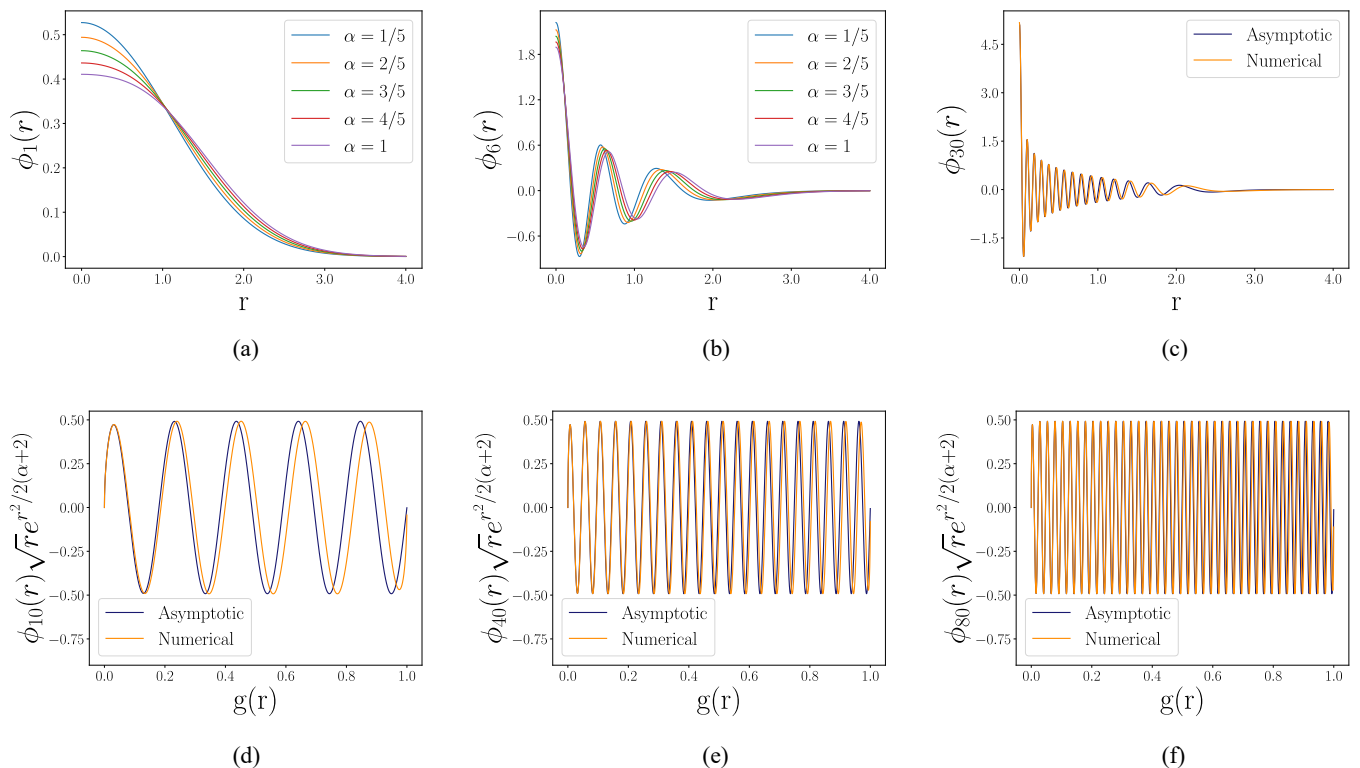 0.5
0.4
0.3
0.2
0.1
0.0
ϕ₁(r)
0.0 1.0 2.0 3.0 4.0
r
α = 1/5
α = 2/5
α = 3/5
α = 4/5
α = 1
(a)
1.8
1.2
0.6
0.0
−0.6
ϕ₆(r)
0.0 1.0 2.0 3.0 4.0
r
α = 1/5
α = 2/5
α = 3/5
α = 4/5
α = 1
(b)
4.5
3.0
1.5
0.0
−1.5
ϕ₃₀(r)
0.0 1.0 2.0 3.0 4.0
r
Asymptotic
Numerical
(c)
0.50
0.25
0.00
−0.25
−0.50
−0.75
ϕ₁₀(r)√r e^{r²/2(α+2)}
0.0 0.2 0.4 0.6 0.8 1.0
g(r)
Asymptotic
Numerical
(d)
0.50
0.25
0.00
−0.25
−0.50
−0.75
ϕ₄₀(r)√r e^{r²/2(α+2)}
0.0 0.2 0.4 0.6 0.8 1.0
g(r)
Asymptotic
Numerical
(e)
0.50
0.25
0.00
−0.25
−0.50
−0.75
ϕ₈₀(r)√r e^{r²/2(α+2)}
0.0 0.2 0.4 0.6 0.8 1.0
g(r)
Asymptotic
Numerical
(f)